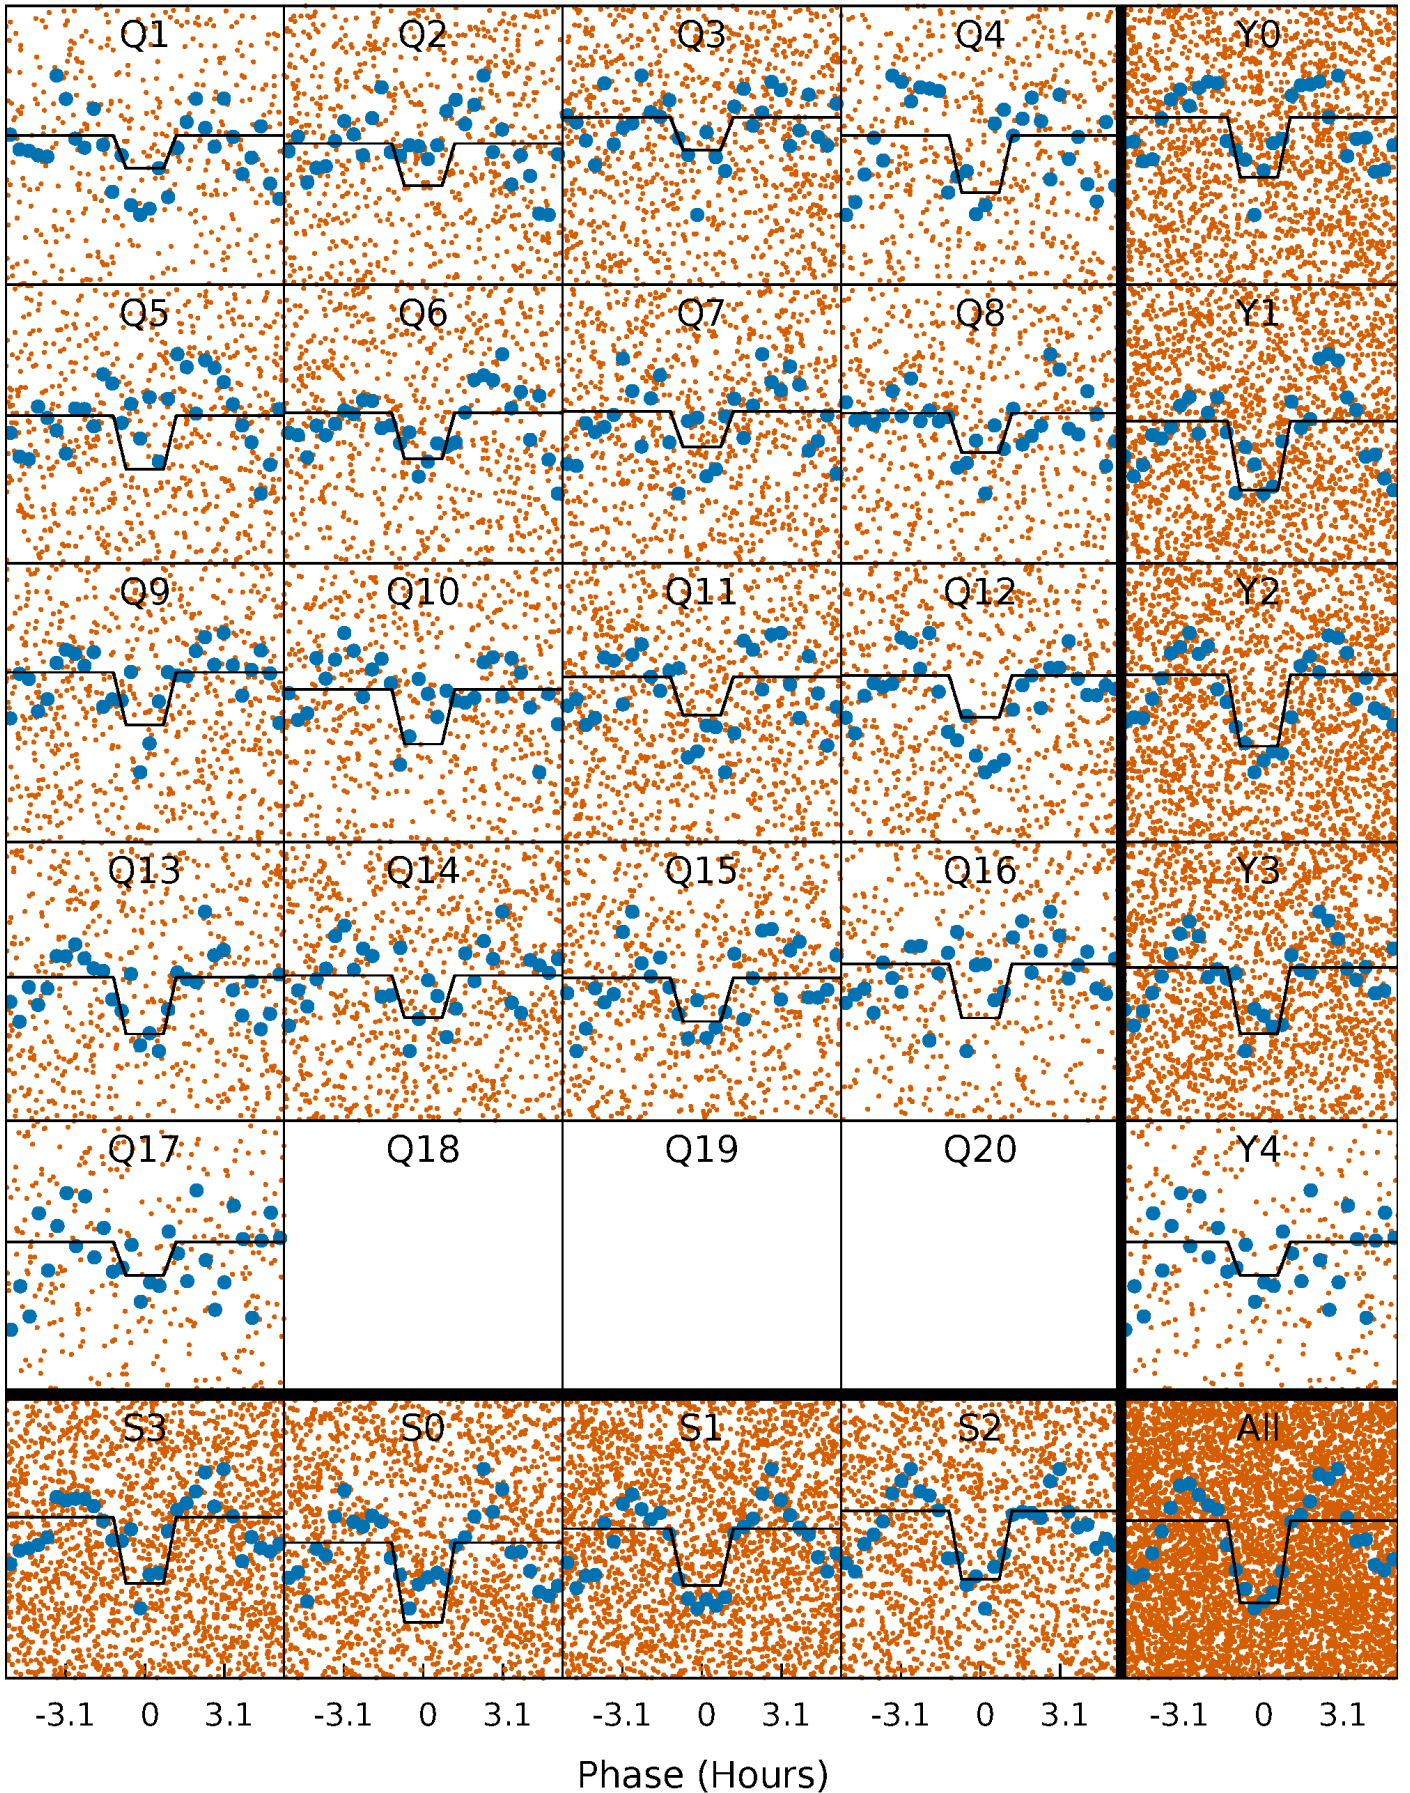 Q1 Q2 Q3 Q4 Y0
Q5 Q6 Q7 Q8 Y1
Q9 Q10 Q11 Q12 Y2
Q13 Q14 Q15 Q16 Y3
Q17 Q18 Q19 Q20 Y4
S3 S0 S1 S2 All
-3.1 0 3.1 -3.1 0 3.1 -3.1 0 3.1 -3.1 0 3.1 -3.1 0 3.1
Phase (Hours)